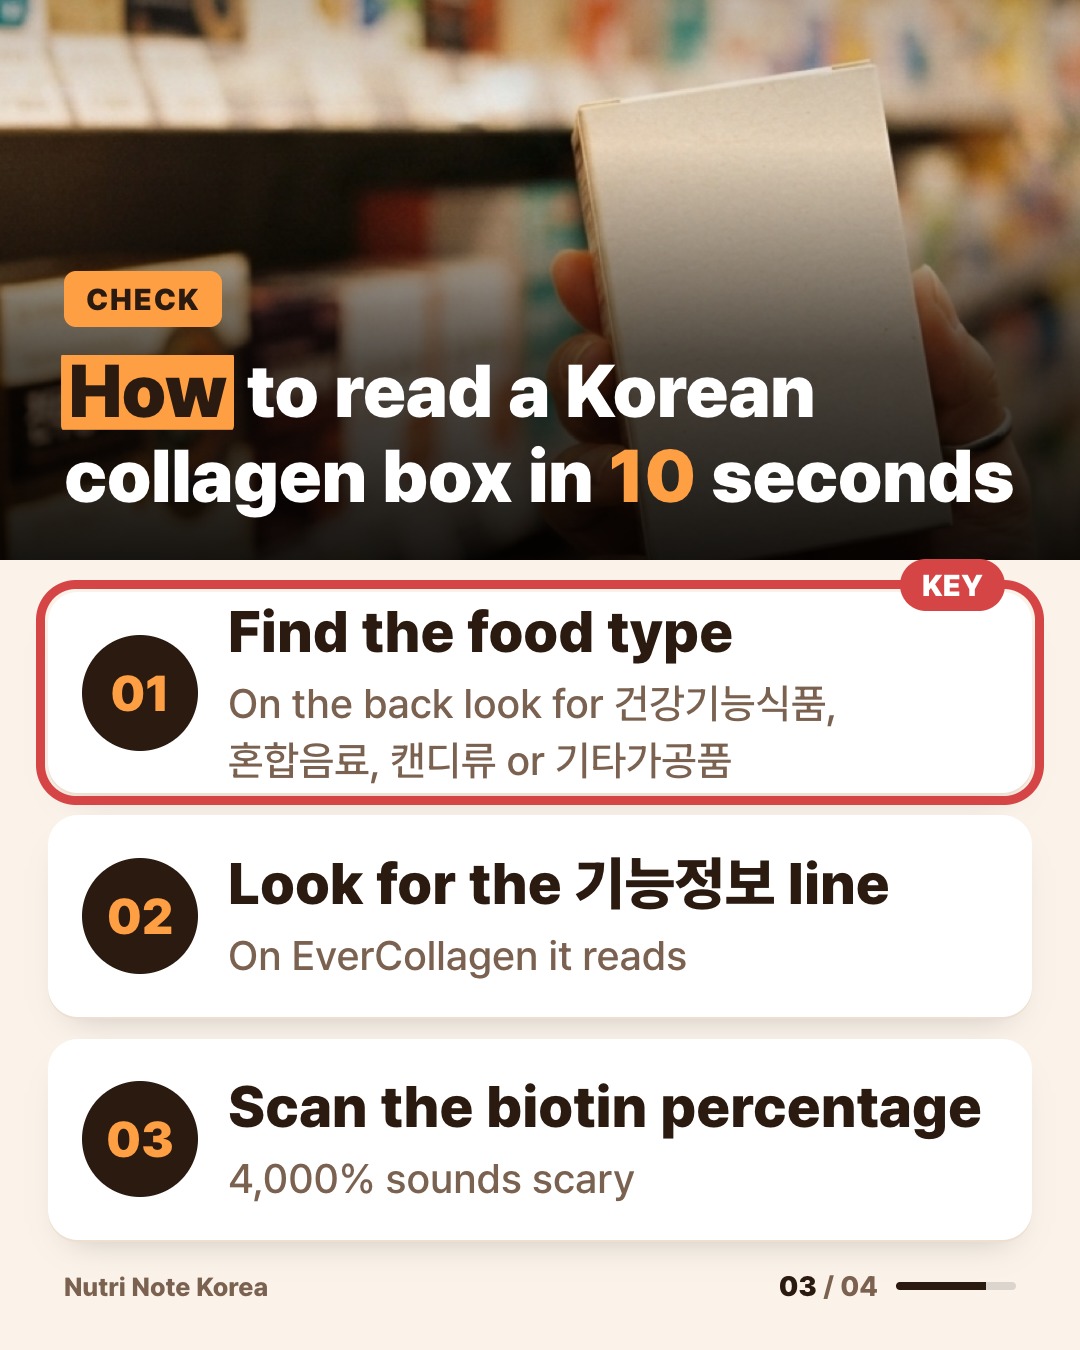 CHECK
How to read a Korean
collagen box in 10 seconds
KEY
01
Find the food type
On the back look for 건강기능식품,
혼합음료, 캔디류 or 기타가공품
02
Look for the 기능정보 line
On EverCollagen it reads
03
Scan the biotin percentage
4,000% sounds scary
Nutri Note Korea
03 / 04